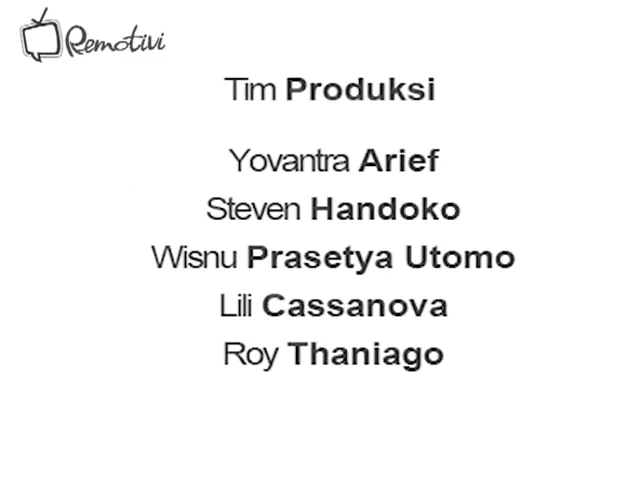 Remotivi
Tim Produksi
Yovantra Arief
Steven Handoko
Wisnu Prasetya Utomo
Lili Cassanova
Roy Thaniago